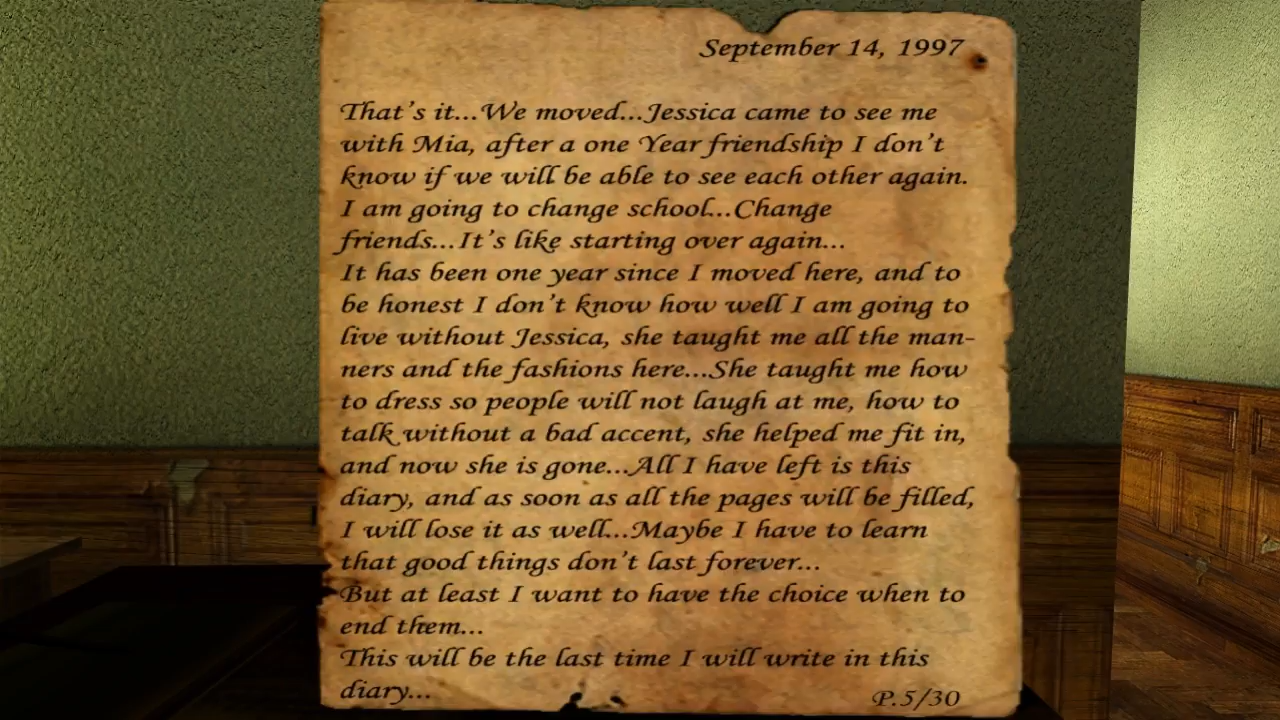 September 14, 1997
That's it...We moved...Jessica came to see me
with Mia, after a one Year friendship I don't
know if we will be able to see each other again.
I am going to change school...Change
friends...It's like starting over again...
It has been one year since I moved here, and to
be honest I don't know how well I am going to
live without Jessica, she taught me all the man-
ners and the fashions here...She taught me how
to dress so people will not laugh at me, how to
talk without a bad accent, she helped me fit in,
and now she is gone...All I have left is this
diary, and as soon as all the pages will be filled,
I will lose it as well...Maybe I have to learn
that good things don't last forever...
But at least I want to have the choice when to
end them...
This will be the last time I will write in this
diary...
P.5/30